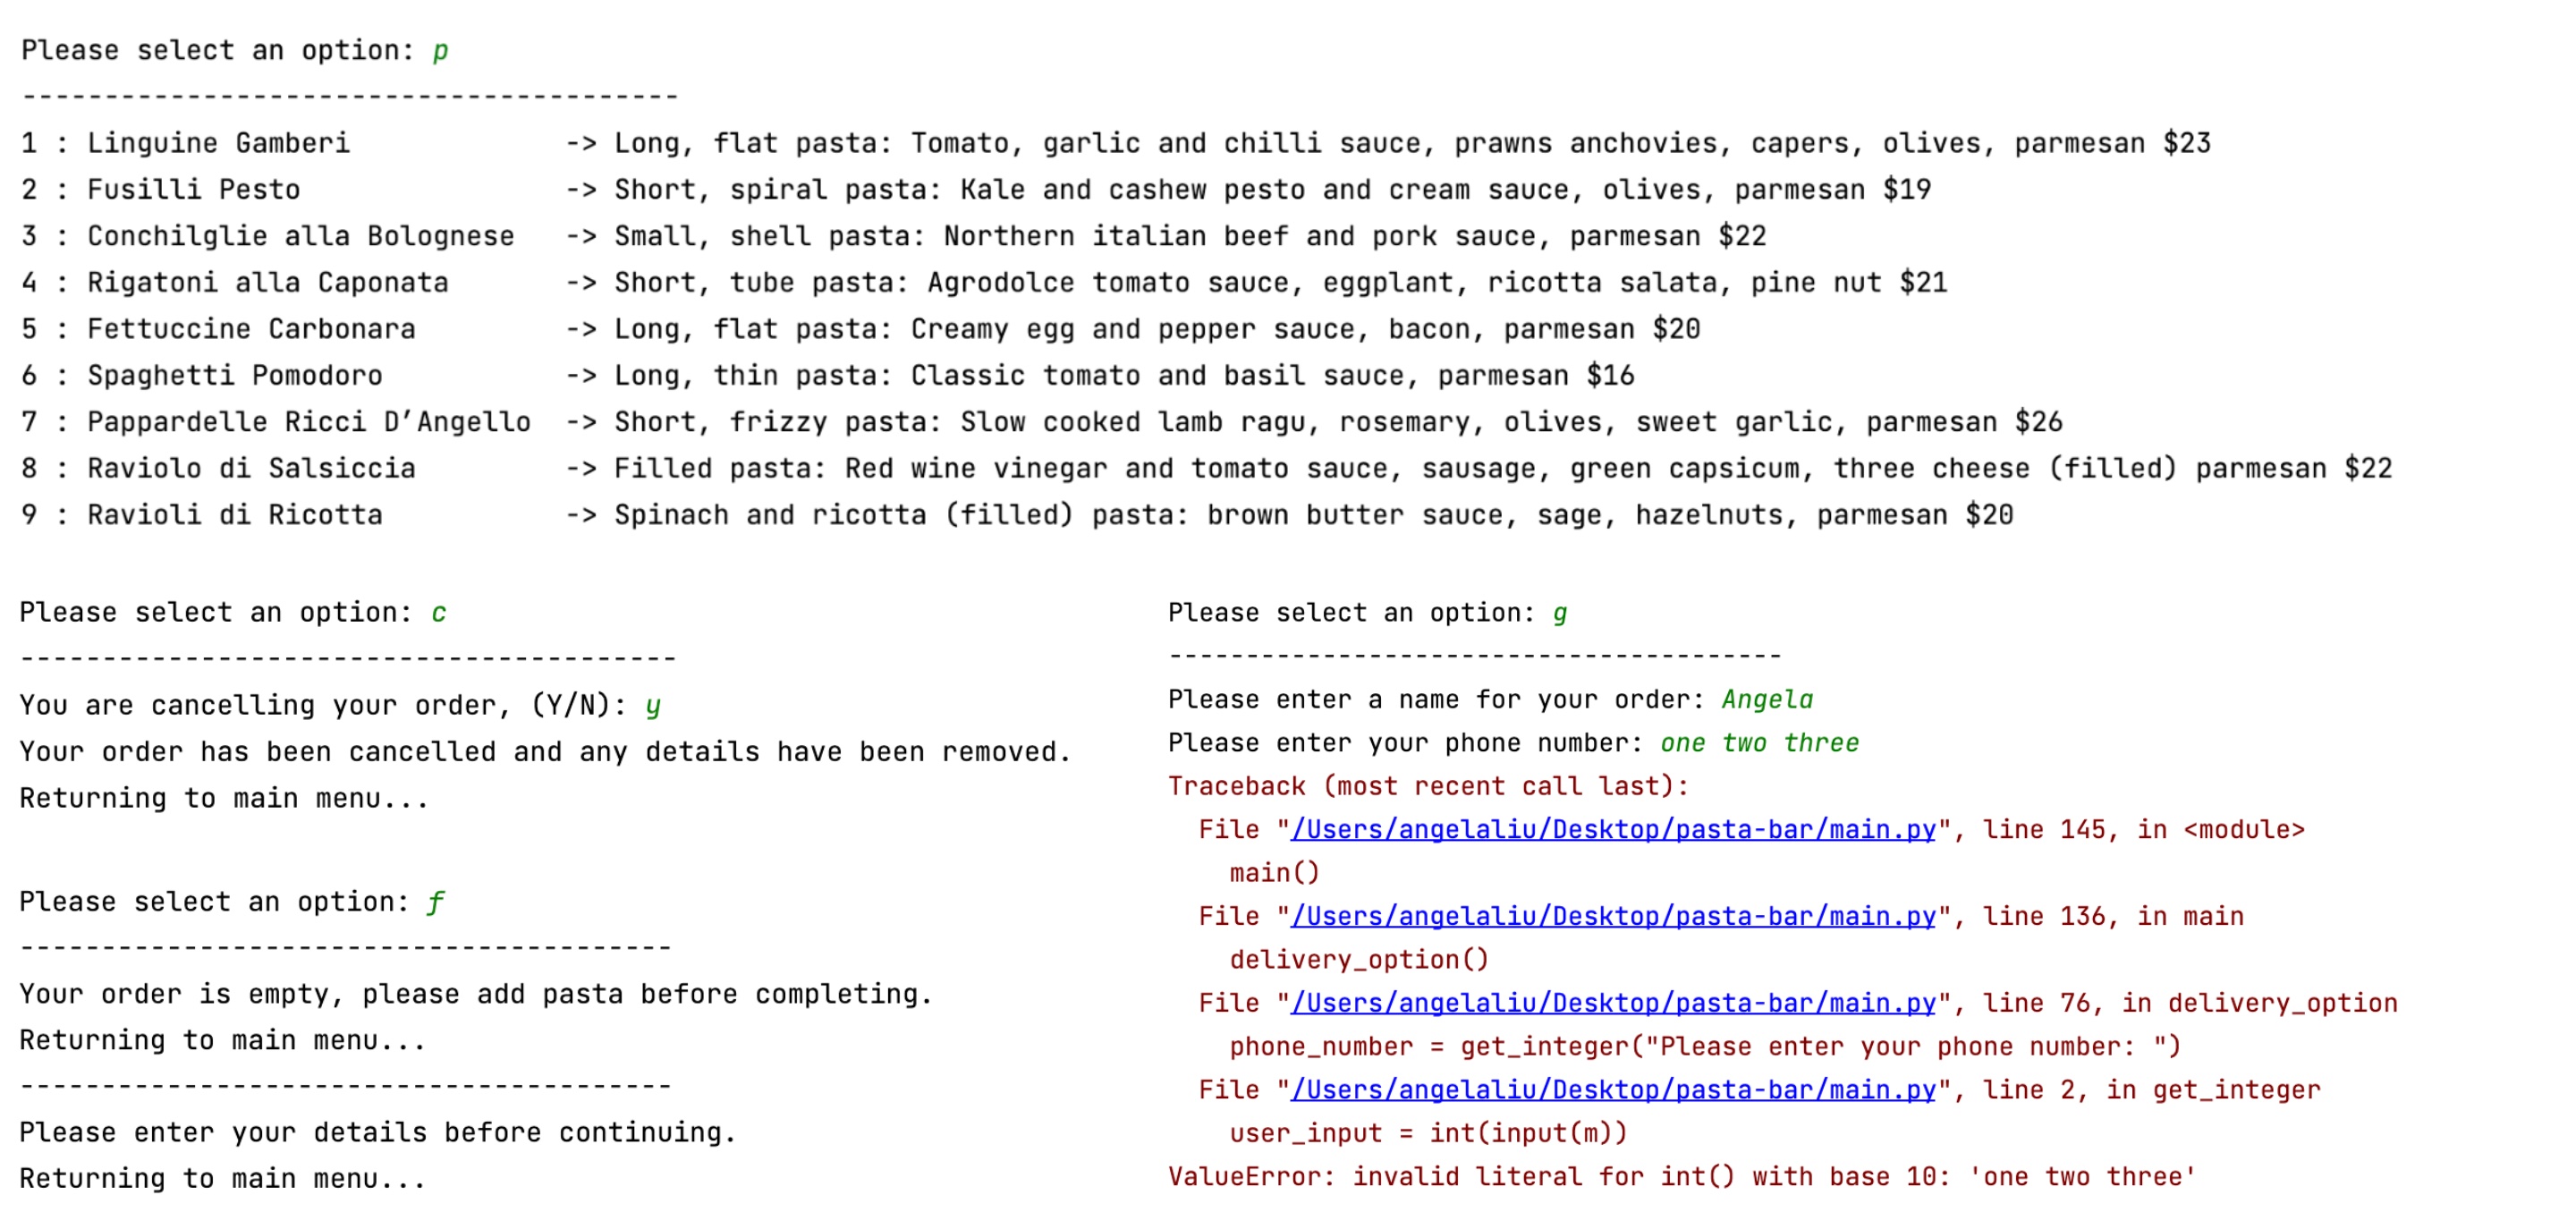 Please select an option: p
----------------------------------------
1 : Linguine Gamberi             -> Long, flat pasta: Tomato, garlic and chilli sauce, prawns anchovies, capers, olives, parmesan $23
2 : Fusilli Pesto                -> Short, spiral pasta: Kale and cashew pesto and cream sauce, olives, parmesan $19
3 : Conchilglie alla Bolognese   -> Small, shell pasta: Northern italian beef and pork sauce, parmesan $22
4 : Rigatoni alla Caponata       -> Short, tube pasta: Agrodolce tomato sauce, eggplant, ricotta salata, pine nut $21
5 : Fettuccine Carbonara         -> Long, flat pasta: Creamy egg and pepper sauce, bacon, parmesan $20
6 : Spaghetti Pomodoro           -> Long, thin pasta: Classic tomato and basil sauce, parmesan $16
7 : Pappardelle Ricci D’Angello  -> Short, frizzy pasta: Slow cooked lamb ragu, rosemary, olives, sweet garlic, parmesan $26
8 : Raviolo di Salsiccia         -> Filled pasta: Red wine vinegar and tomato sauce, sausage, green capsicum, three cheese (filled) parmesan $22
9 : Ravioli di Ricotta           -> Spinach and ricotta (filled) pasta: brown butter sauce, sage, hazelnuts, parmesan $20
Please select an option: c
----------------------------------------
You are cancelling your order, (Y/N): y
Your order has been cancelled and any details have been removed.
Returning to main menu...
Please select an option: f
----------------------------------------
Your order is empty, please add pasta before completing.
Returning to main menu...
----------------------------------------
Please enter your details before continuing.
Returning to main menu...
Please select an option: g
----------------------------------------
Please enter a name for your order: Angela
Please enter your phone number: one two three
Traceback (most recent call last):
  File "/Users/angelaliu/Desktop/pasta-bar/main.py", line 145, in <module>
    main()
  File "/Users/angelaliu/Desktop/pasta-bar/main.py", line 136, in main
    delivery_option()
  File "/Users/angelaliu/Desktop/pasta-bar/main.py", line 76, in delivery_option
    phone_number = get_integer("Please enter your phone number: ")
  File "/Users/angelaliu/Desktop/pasta-bar/main.py", line 2, in get_integer
    user_input = int(input(m))
ValueError: invalid literal for int() with base 10: 'one two three'